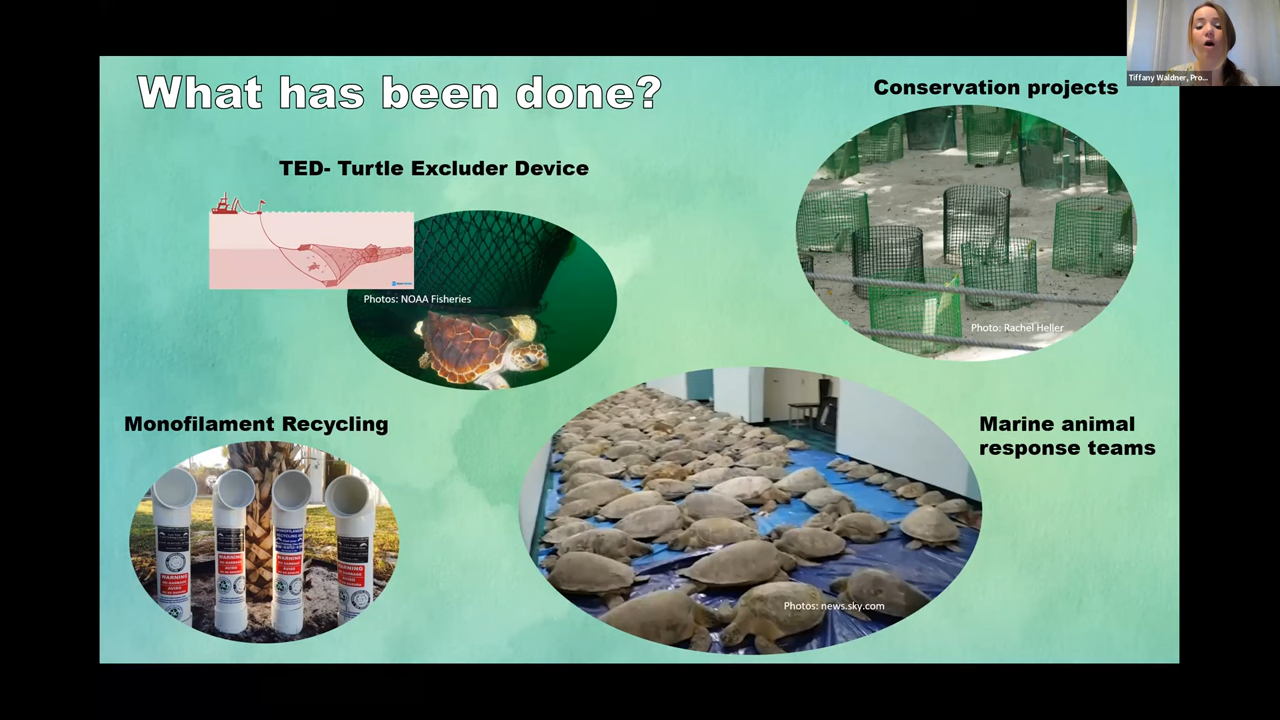 Tiffany Waldner, Pro...
What has been done?
Conservation projects
TED- Turtle Excluder Device
Photos: NOAA Fisheries
Photo: Rachel Heller
Monofilament Recycling
Marine animal
response teams
WARNING
WARNING
WARNING
WARNING
Photos: news.sky.com